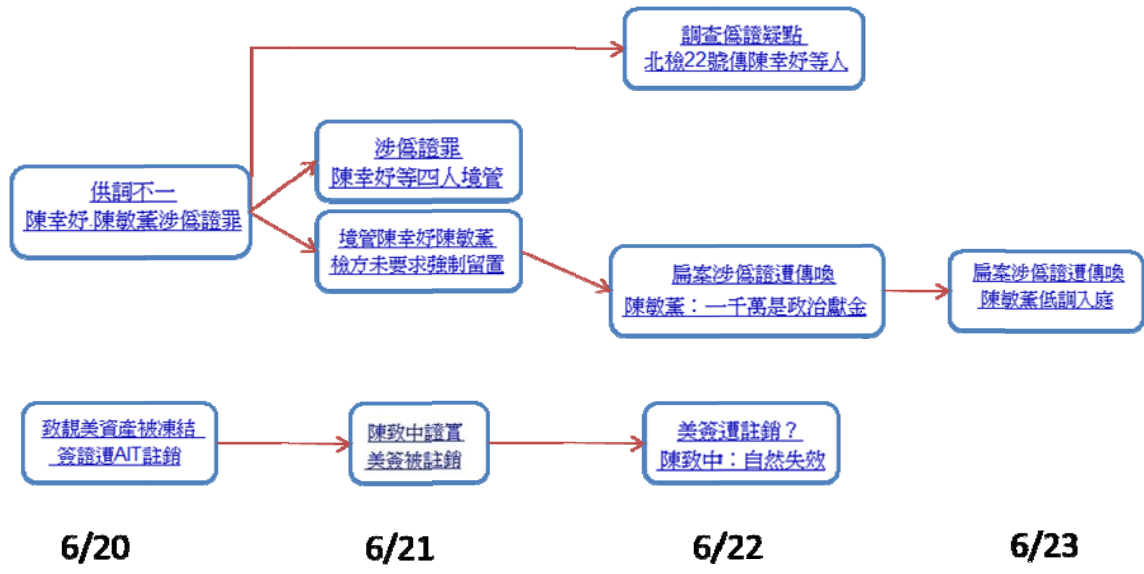 調查偽證疑點
北檢22號傳陳幸妤等人
涉偽證罪
陳幸妤等四人境管
供詞不一
陳幸妤.陳敏薰涉偽證罪
境管陳幸妤陳敏薰
檢方未要求強制留置
扁案涉偽證遭傳喚
陳敏薰：一千萬是政治獻金
扁案涉偽證遭傳喚
陳敏薰低調入庭
致靚美資產被凍結
簽證遭AIT註銷
陳致中證實
美簽被註銷
美簽遭註銷？
陳致中：自然失效
6/20
6/21
6/22
6/23